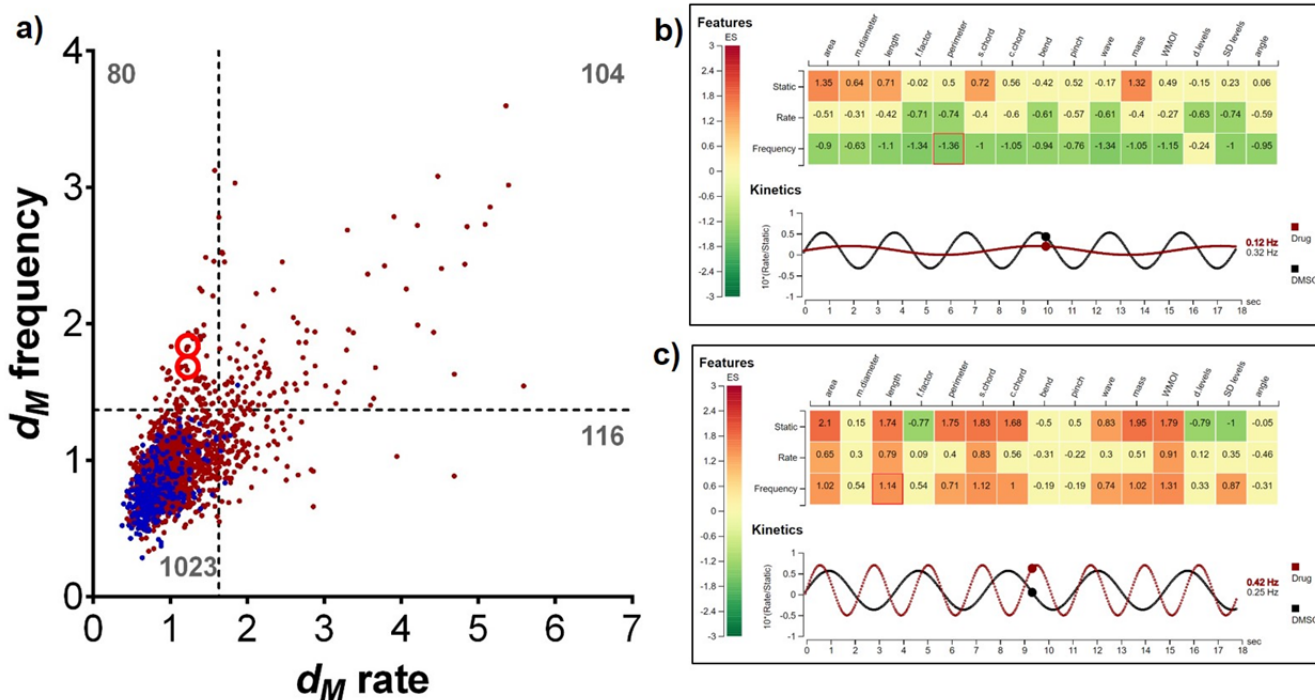 a)
80
104
116
1023
4
3
2
1
0
0 1 2 3 4 5 6 7
d_M frequency
d_M rate
b)
Features
ES
3
2.4
1.8
1.2
0.6
0
-0.6
-1.2
-1.8
-2.4
-3
area m.diameter length f.factor perimeter s.chord c.chord bend pinch wave mass WMOI d.levels SD levels angle
Static 1.35 0.64 0.71 -0.02 0.5 0.72 0.56 -0.42 0.52 -0.17 1.32 0.49 -0.15 0.23 0.06
Rate -0.51 -0.31 -0.42 -0.71 -0.74 -0.4 -0.6 -0.61 -0.57 -0.61 -0.4 -0.27 -0.63 -0.74 -0.59
Frequency -0.9 -0.63 -1.1 -1.34 -1.36 -1 -1.05 -0.94 -0.76 -1.34 -1.05 -1.15 -0.24 -1 -0.95
Kinetics
10*(Rate/Static)
1
0.5
0
-0.5
-1
0 1 2 3 4 5 6 7 8 9 10 11 12 13 14 15 16 17 18 sec
0.12 Hz
0.32 Hz
Drug
DMSO
c)
Features
ES
3
2.4
1.8
1.2
0.6
0
-0.6
-1.2
-1.8
-2.4
-3
area m.diameter length f.factor perimeter s.chord c.chord bend pinch wave mass WMOI d.levels SD levels angle
Static 2.1 0.15 1.74 -0.77 1.75 1.83 1.68 -0.5 0.5 0.83 1.95 1.79 -0.79 -1 -0.05
Rate 0.65 0.3 0.79 0.09 0.4 0.83 0.56 -0.31 -0.22 0.3 0.51 0.91 0.12 0.35 -0.46
Frequency 1.02 0.54 1.14 0.54 0.71 1.12 1 -0.19 -0.19 0.74 1.02 1.31 0.33 0.87 -0.31
Kinetics
10*(Rate/Static)
1
0.5
0
-0.5
-1
0 1 2 3 4 5 6 7 8 9 10 11 12 13 14 15 16 17 18 sec
0.42 Hz
0.25 Hz
Drug
DMSO